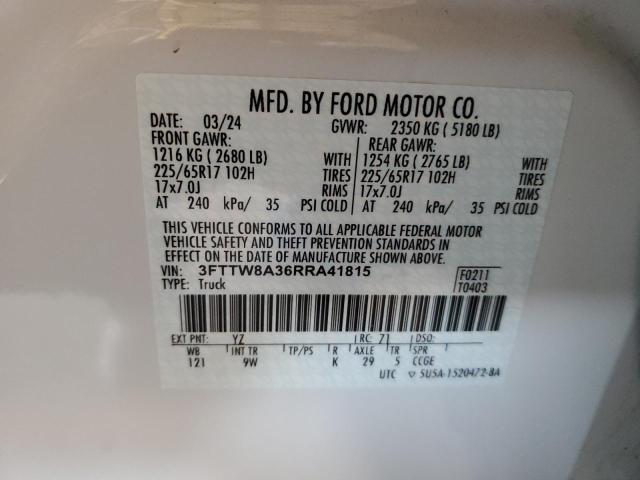 MFD. BY FORD MOTOR CO.
DATE: 03/24 GVWR: 2350 KG ( 5180 LB)
FRONT GAWR: REAR GAWR:
1216 KG ( 2680 LB) WITH 1254 KG ( 2765 LB) WITH
225/65R17 102H TIRES 225/65R17 102H TIRES
17x7.0J RIMS 17x7.0J RIMS
AT 240 kPa/ 35 PSI COLD AT 240 kPa/ 35 PSI COLD
THIS VEHICLE CONFORMS TO ALL APPLICABLE FEDERAL MOTOR
VEHICLE SAFETY AND THEFT PREVENTION STANDARDS IN
EFFECT ON THE DATE OF MANUFACTURE SHOWN ABOVE.
VIN: 3FTTW8A36RRA41815 F0211
TYPE: Truck T0403
EXT PNT: YZ RC: 71 DSO:
WB INT TR TP/PS R AXLE TR SPR
121 9W K 29 5 CCGE
UTC ▽ 5U5A-1520472-BA